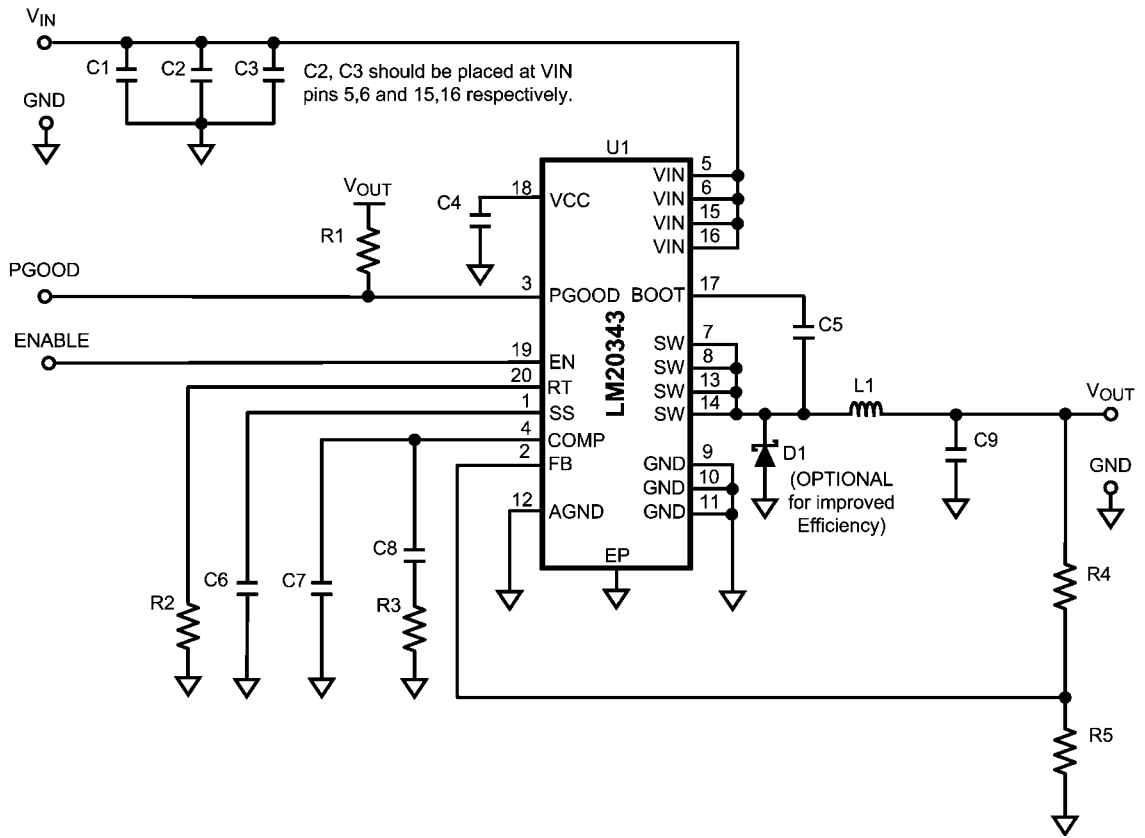 VIN
C1
C2
C3
C2, C3 should be placed at VIN
pins 5,6 and 15,16 respectively.
GND
U1
VOUT
R1
C4
18
VCC
VIN
5
VIN
6
VIN
15
VIN
16
PGOOD
3
PGOOD
BOOT
17
C5
ENABLE
19
EN
20
RT
1
SS
4
COMP
2
FB
12
AGND
LM20343
SW
7
SW
8
SW
13
SW
14
L1
VOUT
GND
9
GND
10
GND
11
D1
(OPTIONAL
for improved
Efficiency)
C9
GND
EP
C6
C7
C8
R2
R3
R4
R5